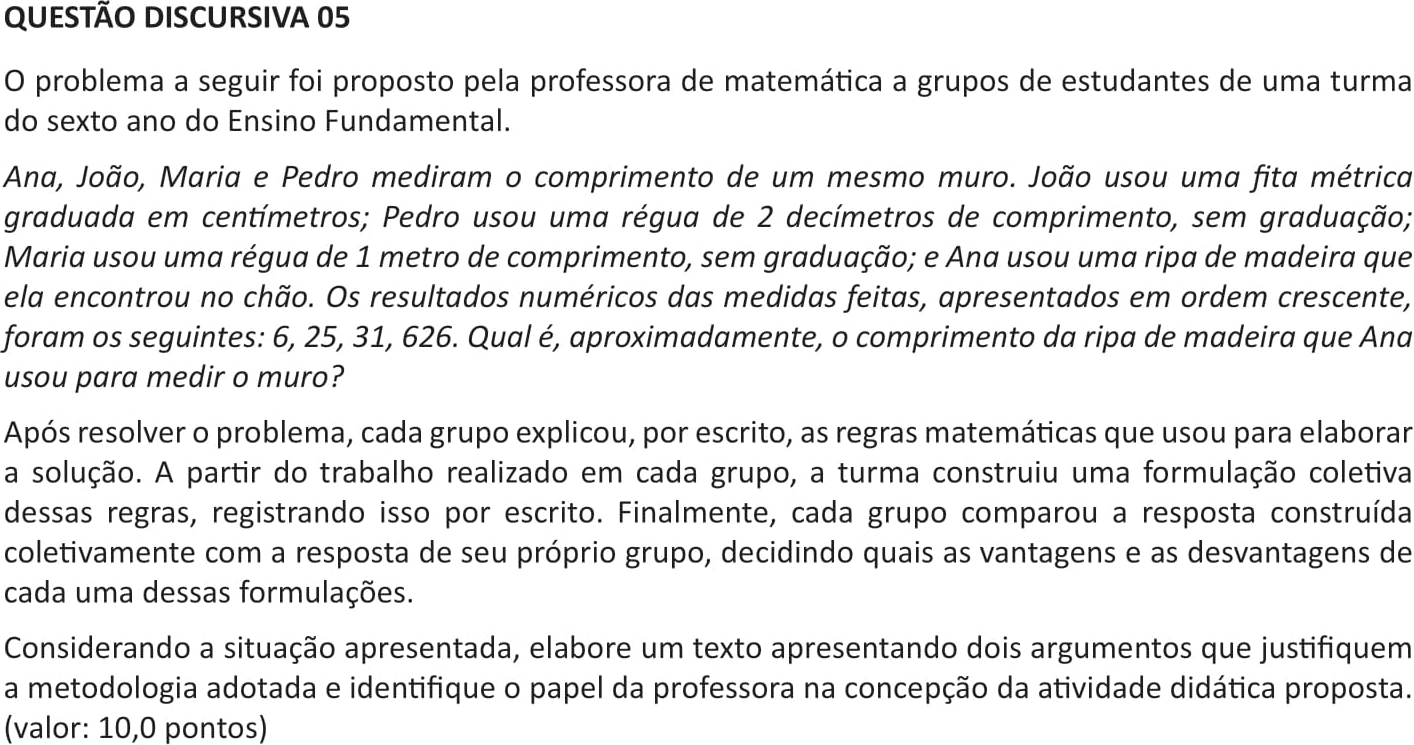 QUESTÃO DISCURSIVA 05
O problema a seguir foi proposto pela professora de matemática a grupos de estudantes de uma turma
do sexto ano do Ensino Fundamental.
Ana, João, Maria e Pedro mediram o comprimento de um mesmo muro. João usou uma fita métrica
graduada em centímetros; Pedro usou uma régua de 2 decímetros de comprimento, sem graduação;
Maria usou uma régua de 1 metro de comprimento, sem graduação; e Ana usou uma ripa de madeira que
ela encontrou no chão. Os resultados numéricos das medidas feitas, apresentados em ordem crescente,
foram os seguintes: 6, 25, 31, 626. Qual é, aproximadamente, o comprimento da ripa de madeira que Ana
usou para medir o muro?
Após resolver o problema, cada grupo explicou, por escrito, as regras matemáticas que usou para elaborar
a solução. A partir do trabalho realizado em cada grupo, a turma construiu uma formulação coletiva
dessas regras, registrando isso por escrito. Finalmente, cada grupo comparou a resposta construída
coletivamente com a resposta de seu próprio grupo, decidindo quais as vantagens e as desvantagens de
cada uma dessas formulações.
Considerando a situação apresentada, elabore um texto apresentando dois argumentos que justifiquem
a metodologia adotada e identifique o papel da professora na concepção da atividade didática proposta.
(valor: 10,0 pontos)